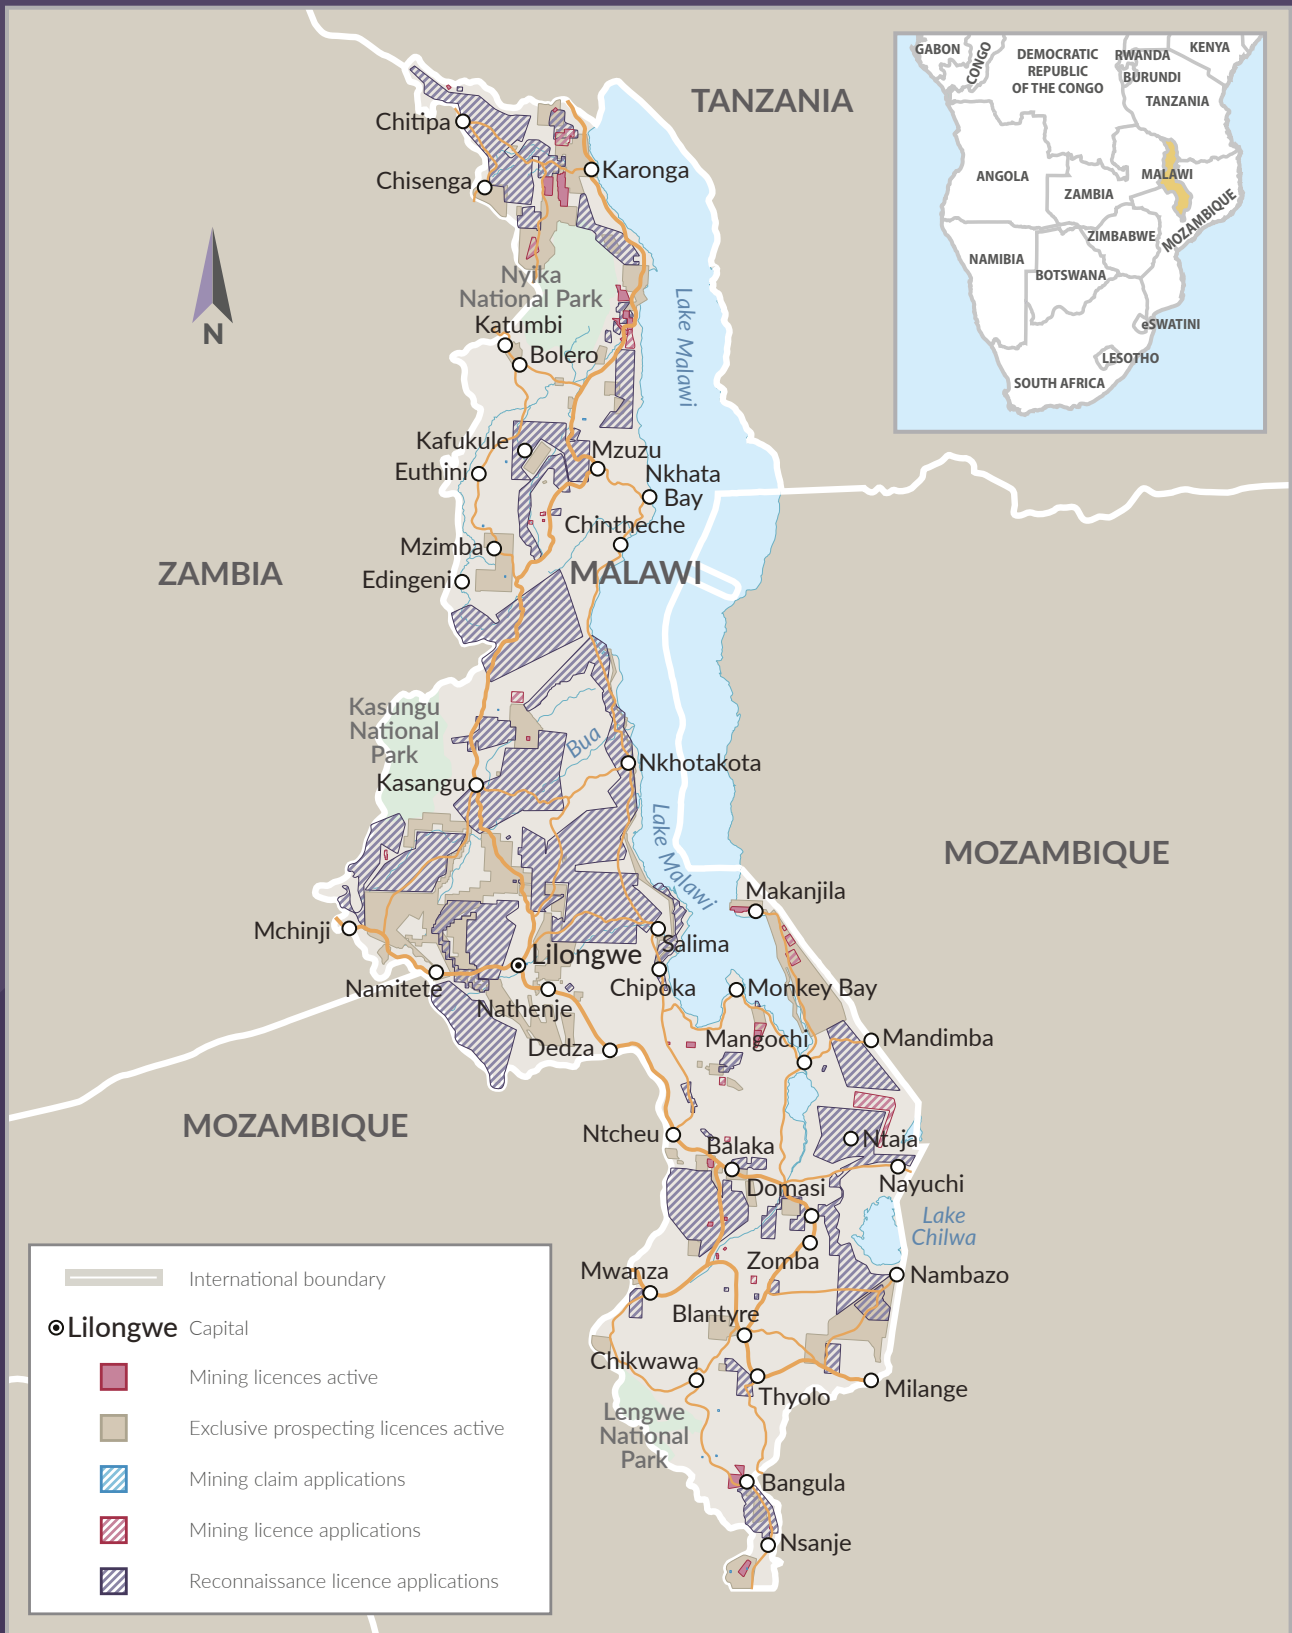 TANZANIA
Chitipa
Karonga
Chisenga
N
Nyika
National Park
Katumbi
Bolero
Lake Malawi
Kafukule
Mzuzu
Euthini
Nkhata
Bay
Chintheche
Mzimba
ZAMBIA
MALAWI
Edingeni
Kasungu
National
Park
Bua
Nkhotakota
Kasangu
Lake Malawi
MOZAMBIQUE
Makanjila
Mchinji
Salima
Lilongwe
Namitete
Chipoka
Monkey Bay
Nathenje
Mangochi
Mandimba
Dedza
MOZAMBIQUE
Ntcheu
Balaka
Ntaja
Domasi
Nayuchi
Lake
Chilwa
Zomba
Mwanza
Nambazo
Blantyre
Chikwawa
Thyolo
Milange
Lengwe
National
Park
Bangula
Nsanje
GABON
CONGO
DEMOCRATIC
REPUBLIC
OF THE CONGO
RWANDA
KENYA
BURUNDI
TANZANIA
ANGOLA
MALAWI
ZAMBIA
MOZAMBIQUE
ZIMBABWE
NAMIBIA
BOTSWANA
eSWATINI
LESOTHO
SOUTH AFRICA
International boundary
Lilongwe Capital
Mining licences active
Exclusive prospecting licences active
Mining claim applications
Mining licence applications
Reconnaissance licence applications